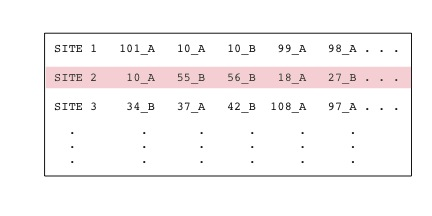 SITE 1 101_A 10_A 10_B 99_A 98_A . . .
SITE 2 10_A 55_B 56_B 18_A 27_B . . .
SITE 3 34_B 37_A 42_B 108_A 97_A . . .
. . . . . .
. . . . . .
. . . . . .